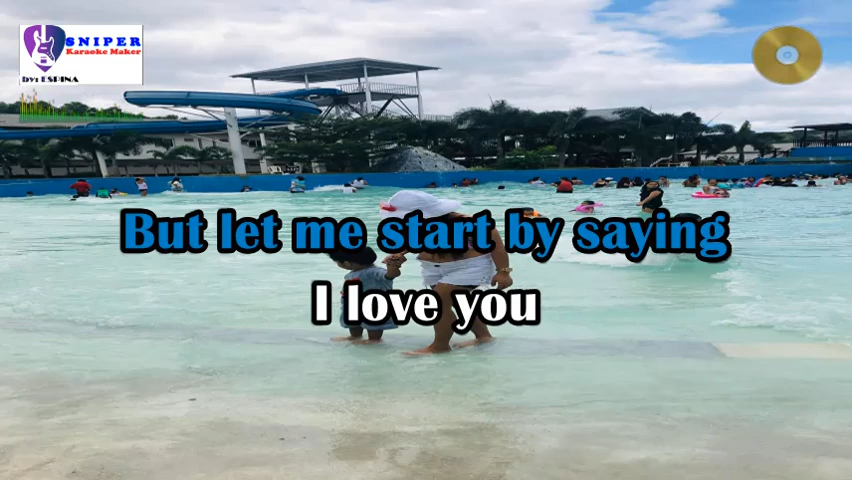 SNIPER
Karaoke Maker
by: ESPINA
But let me start by saying
I love you